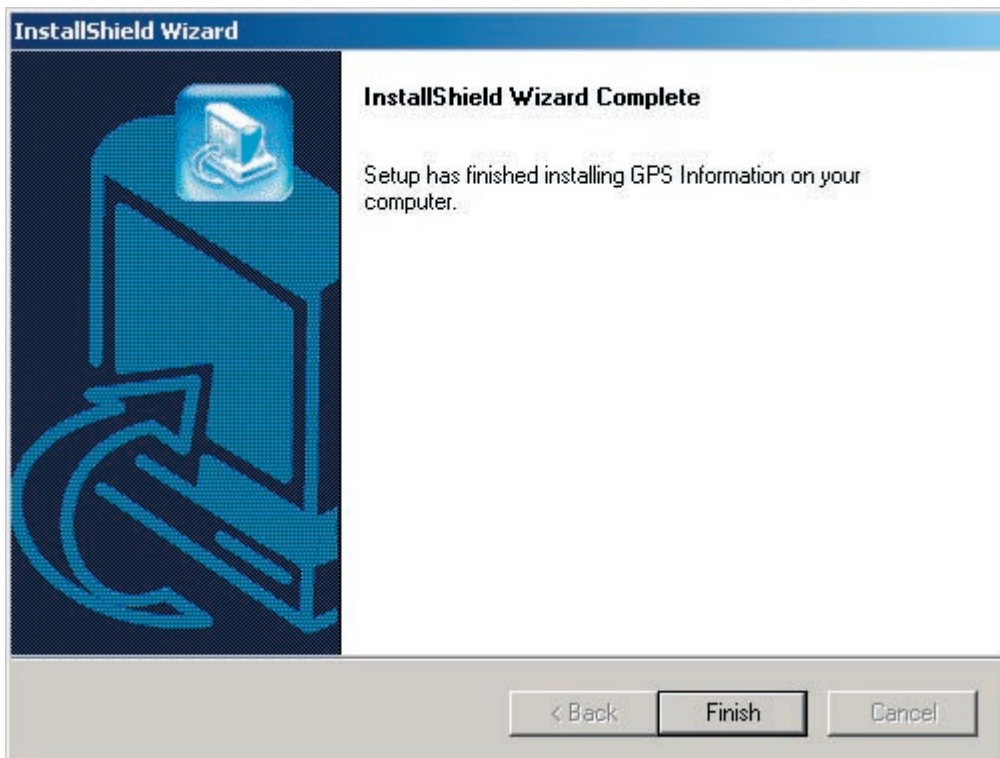 InstallShield Wizard
InstallShield Wizard Complete
Setup has finished installing GPS Information on your
computer.
< Back
Finish
Cancel